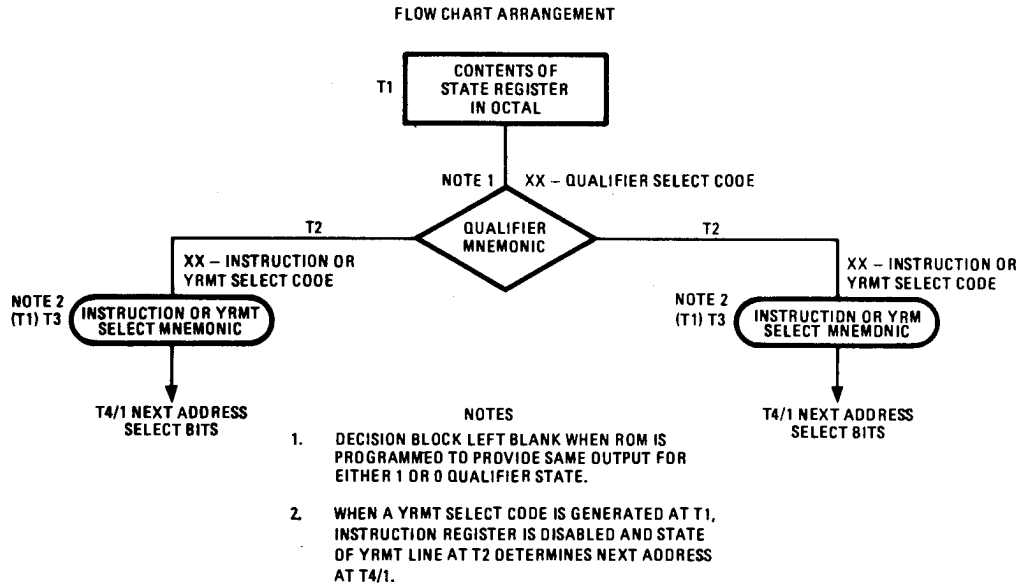 FLOW CHART ARRANGEMENT
T1
CONTENTS OF
STATE REGISTER
IN OCTAL
NOTE 1
XX – QUALIFIER SELECT CODE
T2
QUALIFIER
MNEMONIC
T2
XX – INSTRUCTION OR
YRMT SELECT CODE
XX – INSTRUCTION OR
YRMT SELECT CODE
NOTE 2
(T1) T3
INSTRUCTION OR YRMT
SELECT MNEMONIC
NOTE 2
(T1) T3
INSTRUCTION OR YRM
SELECT MNEMONIC
T4/1 NEXT ADDRESS
SELECT BITS
T4/1 NEXT ADDRESS
SELECT BITS
NOTES
1. DECISION BLOCK LEFT BLANK WHEN ROM IS
PROGRAMMED TO PROVIDE SAME OUTPUT FOR
EITHER 1 OR 0 QUALIFIER STATE.
2. WHEN A YRMT SELECT CODE IS GENERATED AT T1,
INSTRUCTION REGISTER IS DISABLED AND STATE
OF YRMT LINE AT T2 DETERMINES NEXT ADDRESS
AT T4/1.